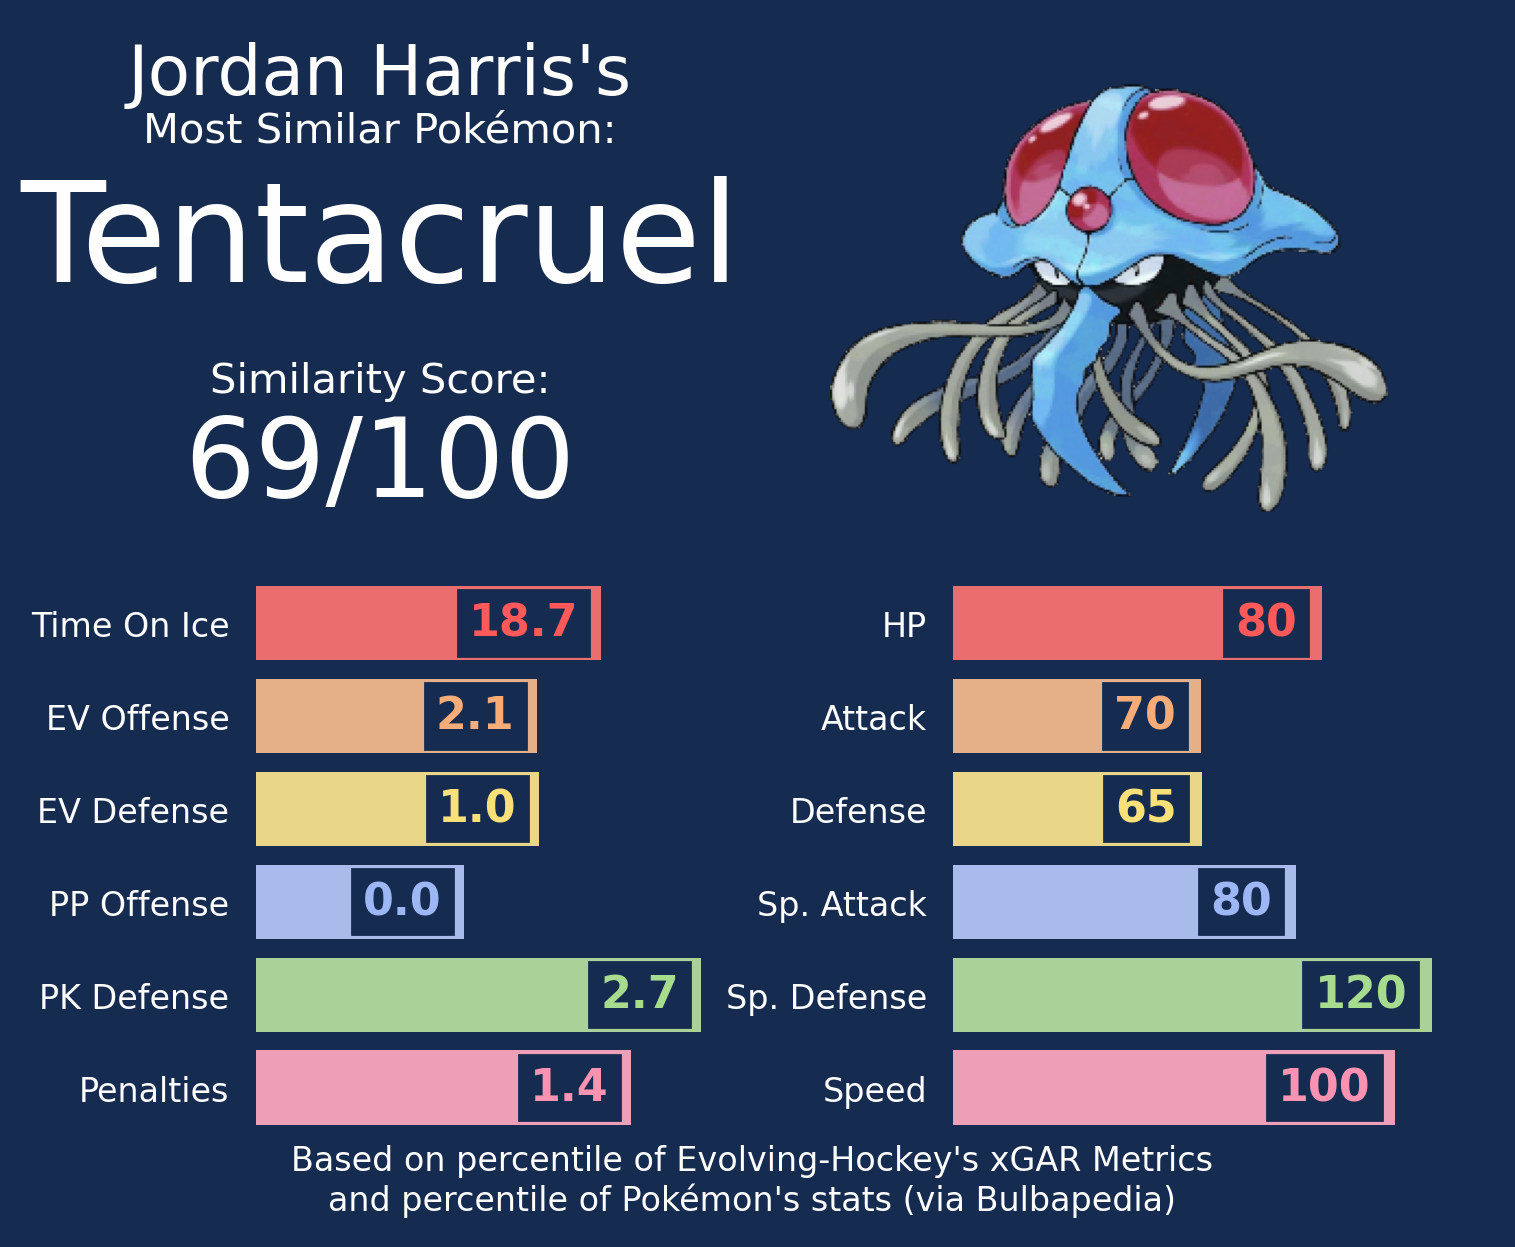 Jordan Harris's
Most Similar Pokémon:
Tentacruel
Similarity Score:
69/100
Time On Ice 18.7
EV Offense 2.1
EV Defense 1.0
PP Offense 0.0
PK Defense 2.7
Penalties 1.4
HP 80
Attack 70
Defense 65
Sp. Attack 80
Sp. Defense 120
Speed 100
Based on percentile of Evolving-Hockey's xGAR Metrics
and percentile of Pokémon's stats (via Bulbapedia)